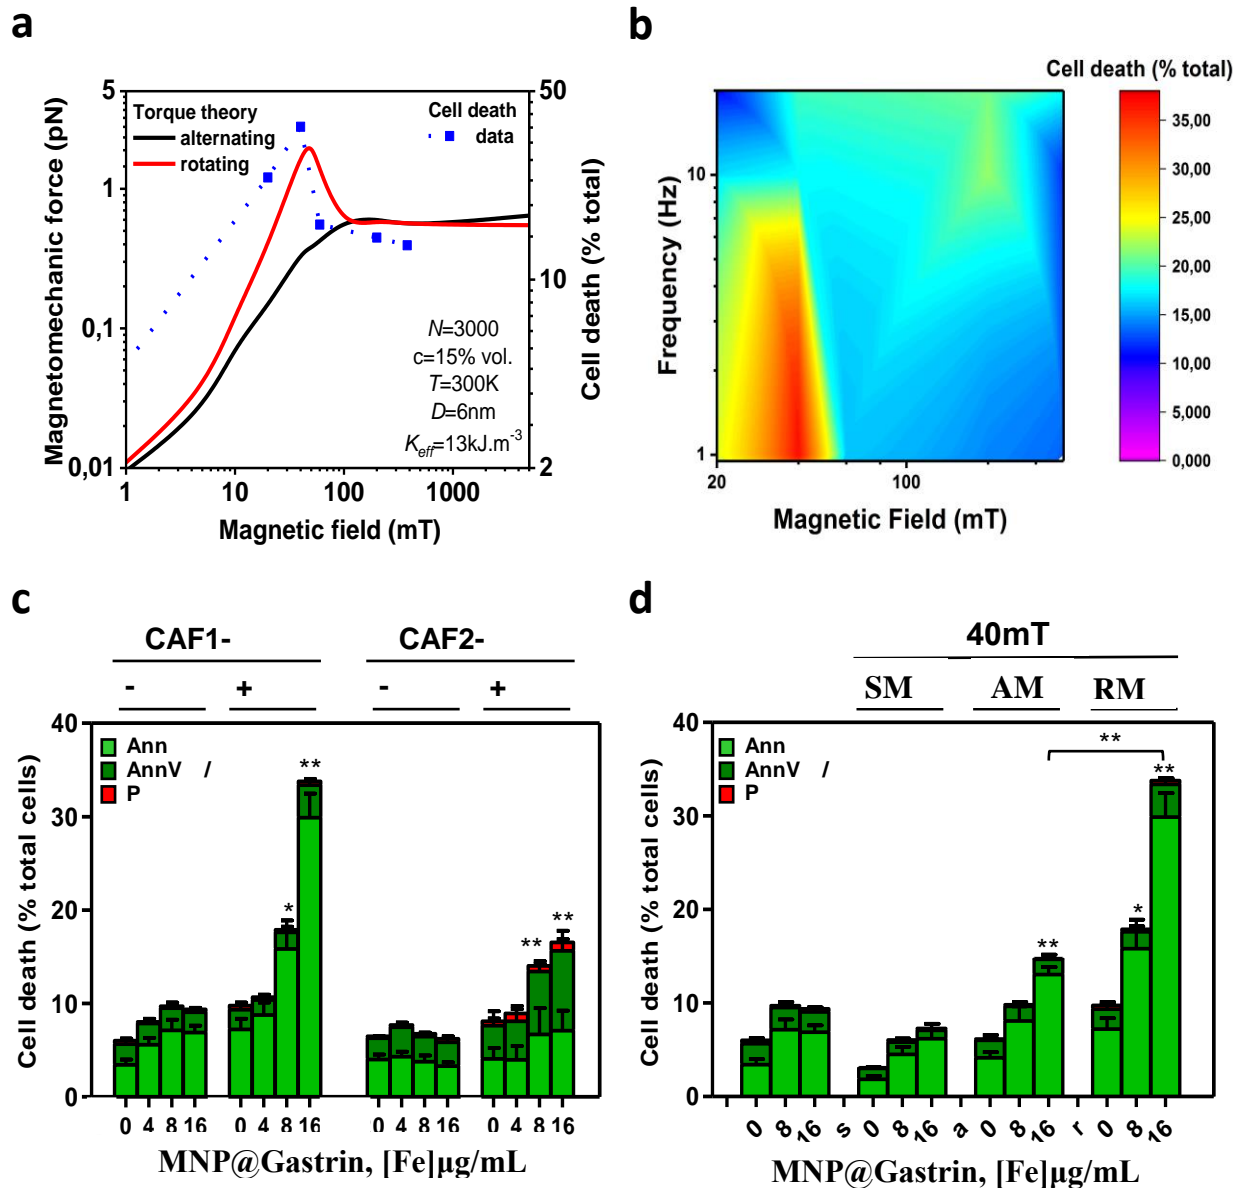 a
Magnetomechanic force (pN)
5
1
0,1
0,01
Torque theory
alternating
rotating
Cell death
data
N=3000
c=15% vol.
T=300K
D=6nm
K_eff=13kJ.m⁻³
50
10
2
Cell death (% total)
1 10 100 1000
Magnetic field (mT)
b
Cell death (% total)
Frequency (Hz)
10
1
20 100
Magnetic Field (mT)
35,00
30,00
25,00
20,00
15,00
10,00
5,000
0,000
c
CAF1- CAF2-
- + - +
Cell death (% total cells)
40
30
20
10
0
Ann
AnnV /
P
* ** ** **
0 4 8 16 0 4 8 16 0 4 8 16 0 4 8 16
MNP@Gastrin, [Fe]µg/mL
d
40mT
SM AM RM
Cell death (% total cells)
40
30
20
10
0
Ann
AnnV /
P
**
** * **
0 8 16 s 0 8 16 a 0 8 16 r 0 8 16
MNP@Gastrin, [Fe]µg/mL